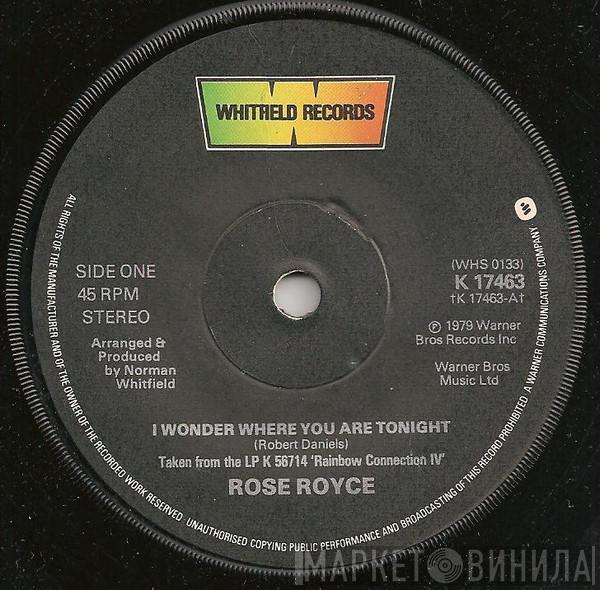 WHITFIELD RECORDS
SIDE ONE
45 RPM
STEREO
Arranged &
Produced
by Norman
Whitfield
(WHS 0133)
K 17463
†K 17463-A†
℗ 1979 Warner
Bros Records Inc
Warner Bros
Music Ltd
I WONDER WHERE YOU ARE TONIGHT
(Robert Daniels)
Taken from the LP K 56714 'Rainbow Connection IV'
ROSE ROYCE
ALL RIGHTS OF THE MANUFACTURER AND OF THE OWNER OF THE RECORDED WORK RESERVED. UNAUTHORISED COPYING PUBLIC PERFORMANCE AND BROADCASTING OF THIS RECORD PROHIBITED. A WARNER COMMUNICATIONS COMPANY
МАРКЕТ ВИНИЛА